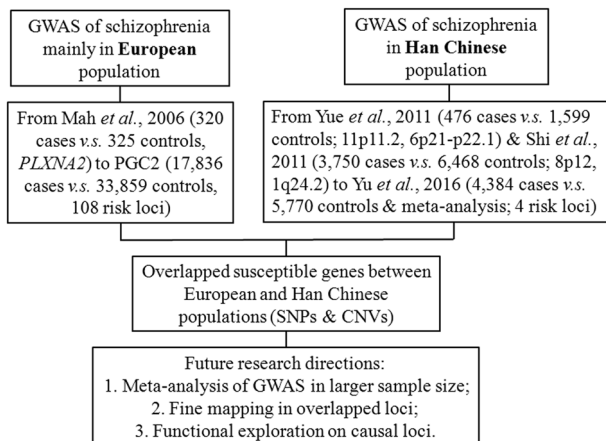 GWAS of schizophrenia
mainly in European
population
GWAS of schizophrenia
in Han Chinese
population
From Mah et al., 2006 (320
cases v.s. 325 controls,
PLXNA2) to PGC2 (17,836
cases v.s. 33,859 controls,
108 risk loci)
From Yue et al., 2011 (476 cases v.s. 1,599
controls; 11p11.2, 6p21-p22.1) & Shi et al.,
2011 (3,750 cases v.s. 6,468 controls; 8p12,
1q24.2) to Yu et al., 2016 (4,384 cases v.s.
5,770 controls & meta-analysis; 4 risk loci)
Overlapped susceptible genes between
European and Han Chinese
populations (SNPs & CNVs)
Future research directions:
1. Meta-analysis of GWAS in larger sample size;
2. Fine mapping in overlapped loci;
3. Functional exploration on causal loci.